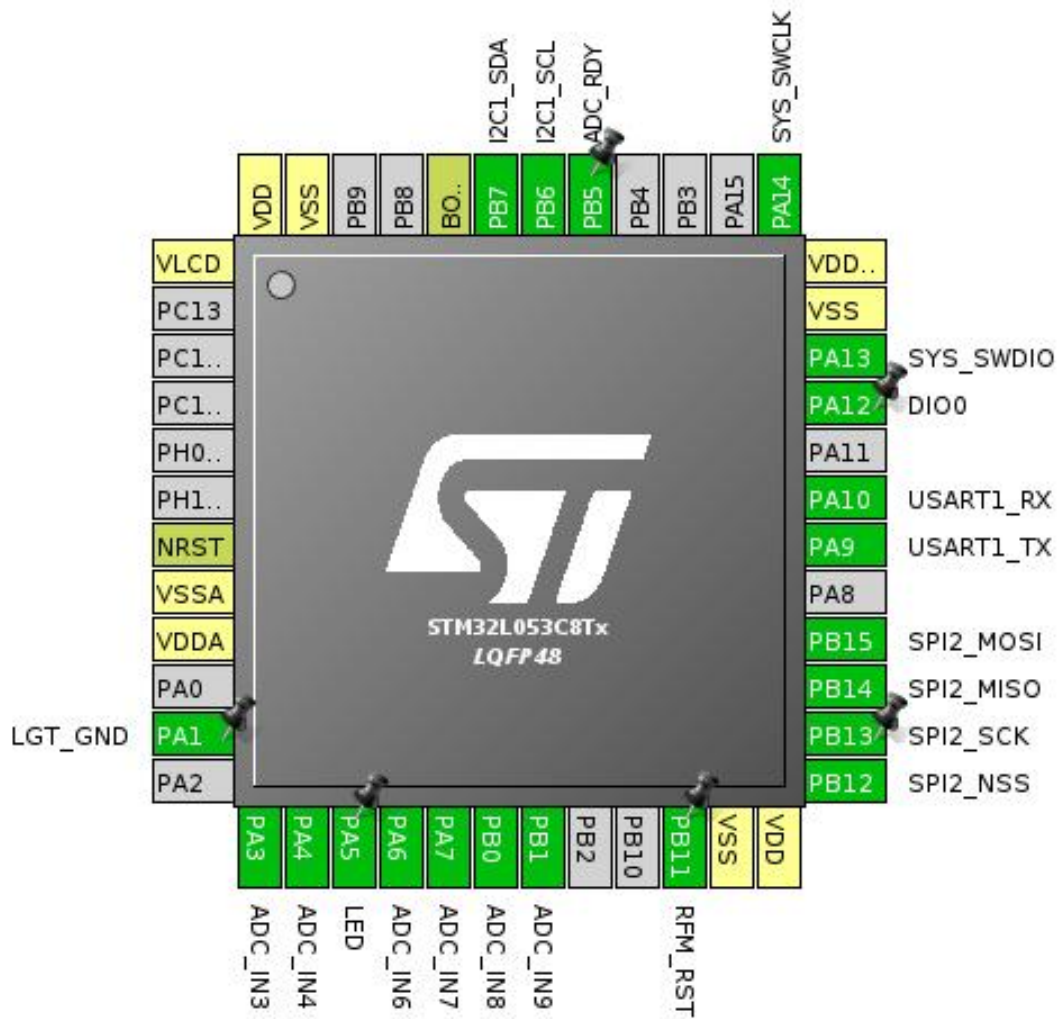 I2C1_SDA
I2C1_SCL
ADC_RDY
SYS_SWCLK
VDD
VSS
PB9
PB8
BO..
PB7
PB6
PB5
PB4
PB3
PA15
PA14
VLCD
PC13
PC1..
PC1..
PH0..
PH1..
NRST
VSSA
VDDA
PA0
LGT_GND PA1
PA2
VDD..
VSS
PA13 SYS_SWDIO
PA12 DIO0
PA11
PA10 USART1_RX
PA9 USART1_TX
PA8
PB15 SPI2_MOSI
PB14 SPI2_MISO
PB13 SPI2_SCK
PB12 SPI2_NSS
ST
STM32L053C8Tx
LQFP48
PA3
PA4
PA5
PA6
PA7
PB0
PB1
PB2
PB10
PB11
VSS
VDD
ADC_IN3
ADC_IN4
LED
ADC_IN6
ADC_IN7
ADC_IN8
ADC_IN9
RFM_RST